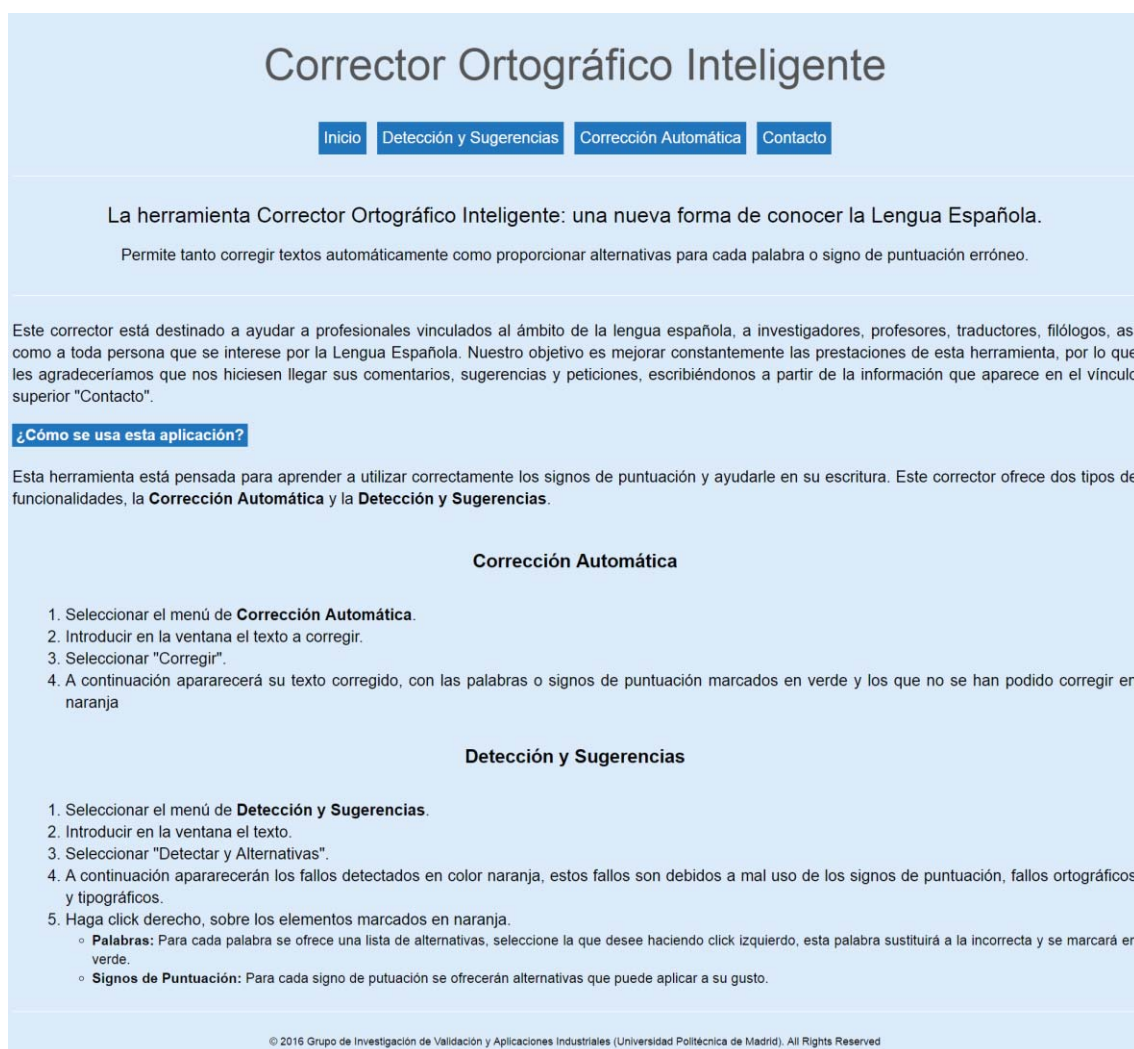 Corrector Ortográfico Inteligente
Inicio Detección y Sugerencias Corrección Automática Contacto
La herramienta Corrector Ortográfico Inteligente: una nueva forma de conocer la Lengua Española.
Permite tanto corregir textos automáticamente como proporcionar alternativas para cada palabra o signo de puntuación erróneo.
Este corrector está destinado a ayudar a profesionales vinculados al ámbito de la lengua española, a investigadores, profesores, traductores, filólogos, as
como a toda persona que se interese por la Lengua Española. Nuestro objetivo es mejorar constantemente las prestaciones de esta herramienta, por lo que
les agradeceríamos que nos hiciesen llegar sus comentarios, sugerencias y peticiones, escribiéndonos a partir de la información que aparece en el vínculo
superior "Contacto".
¿Cómo se usa esta aplicación?
Esta herramienta está pensada para aprender a utilizar correctamente los signos de puntuación y ayudarle en su escritura. Este corrector ofrece dos tipos de
funcionalidades, la Corrección Automática y la Detección y Sugerencias.
Corrección Automática
1. Seleccionar el menú de Corrección Automática.
2. Introducir en la ventana el texto a corregir.
3. Seleccionar "Corregir".
4. A continuación apararecerá su texto corregido, con las palabras o signos de puntuación marcados en verde y los que no se han podido corregir en
naranja
Detección y Sugerencias
1. Seleccionar el menú de Detección y Sugerencias.
2. Introducir en la ventana el texto.
3. Seleccionar "Detectar y Alternativas".
4. A continuación apararecerán los fallos detectados en color naranja, estos fallos son debidos a mal uso de los signos de puntuación, fallos ortográficos
y tipográficos.
5. Haga click derecho, sobre los elementos marcados en naranja.
◦ Palabras: Para cada palabra se ofrece una lista de alternativas, seleccione la que desee haciendo click izquierdo, esta palabra sustituirá a la incorrecta y se marcará en
verde.
◦ Signos de Puntuación: Para cada signo de putuación se ofrecerán alternativas que puede aplicar a su gusto.
© 2016 Grupo de Investigación de Validación y Aplicaciones Industriales (Universidad Politécnica de Madrid). All Rights Reserved